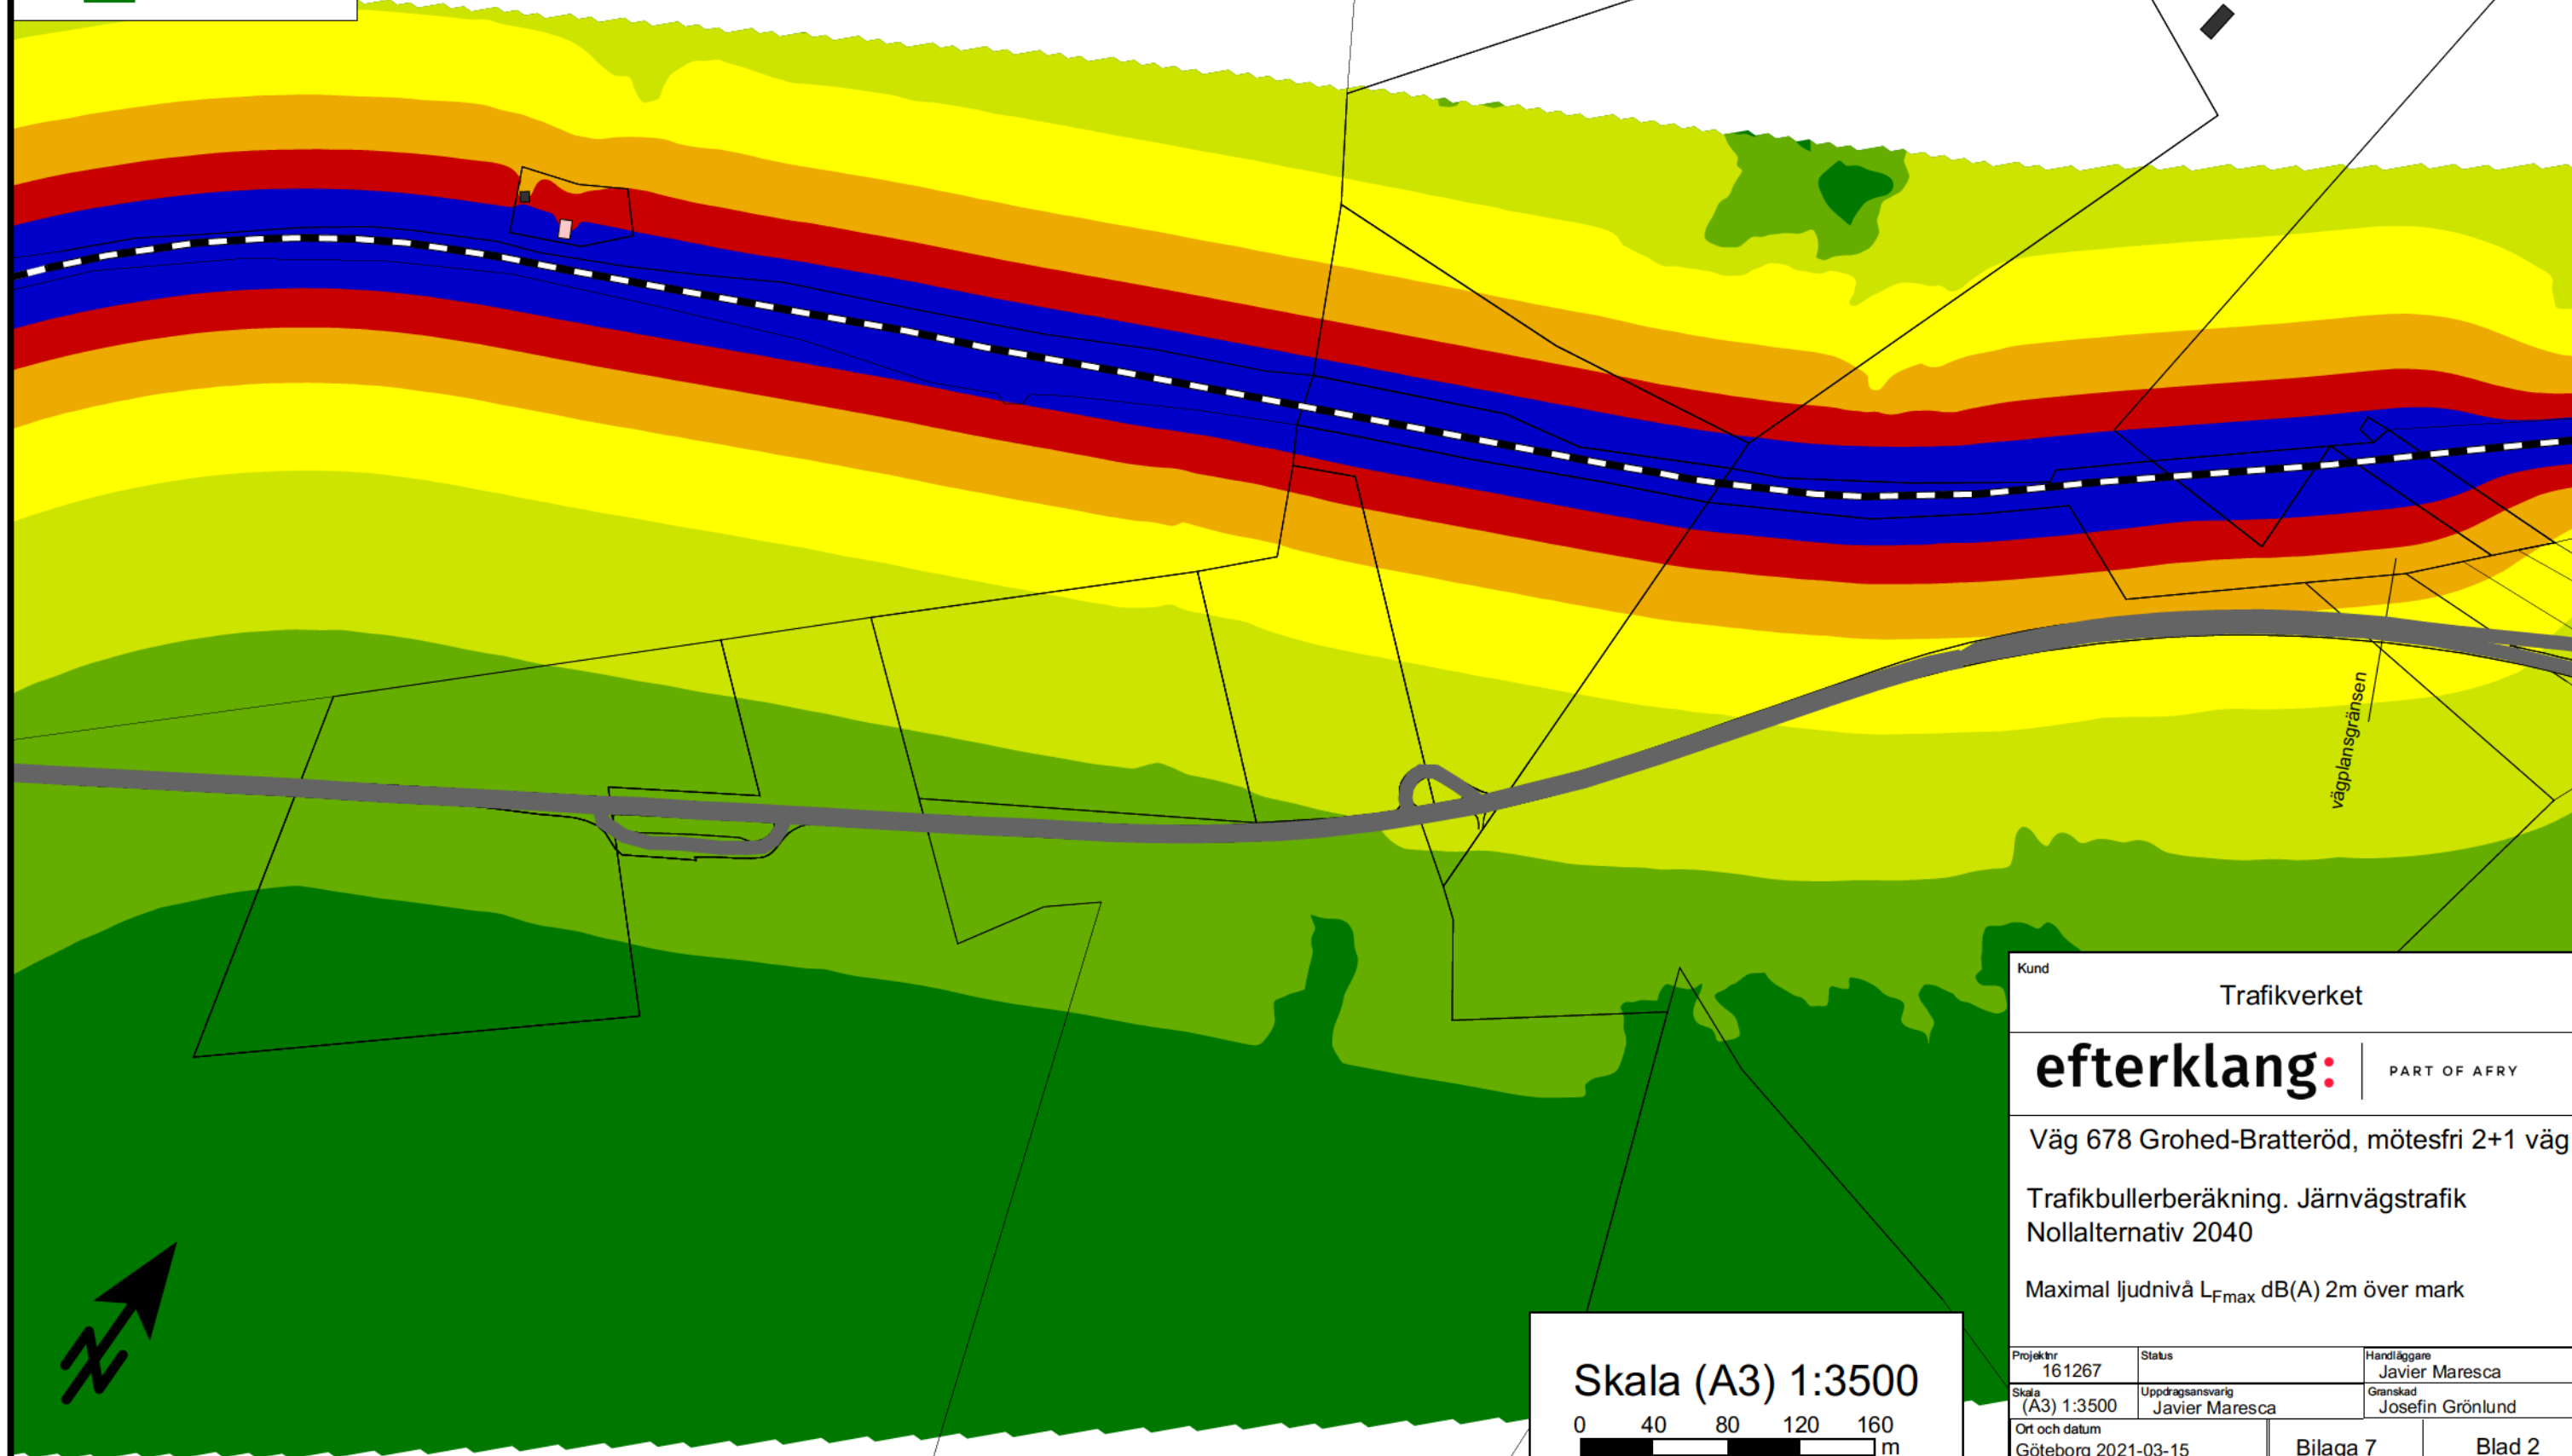 vägplansgränsen
Kund
Trafikverket
efterklang: PART OF AFRY
Väg 678 Grohed-Bratteröd, mötesfri 2+1 väg
Trafikbullerberäkning. Järnvägstrafik
Nollalternativ 2040
Maximal ljudnivå LFmax dB(A) 2m över mark
Projektnr Status Handläggare
161267 Javier Maresca
Skala Uppdragsansvarig Granskad
(A3) 1:3500 Javier Maresca Josefin Grönlund
Ort och datum
Göteborg 2021-03-15 Bilaga 7 Blad 2
Skala (A3) 1:3500
0 40 80 120 160
m
N